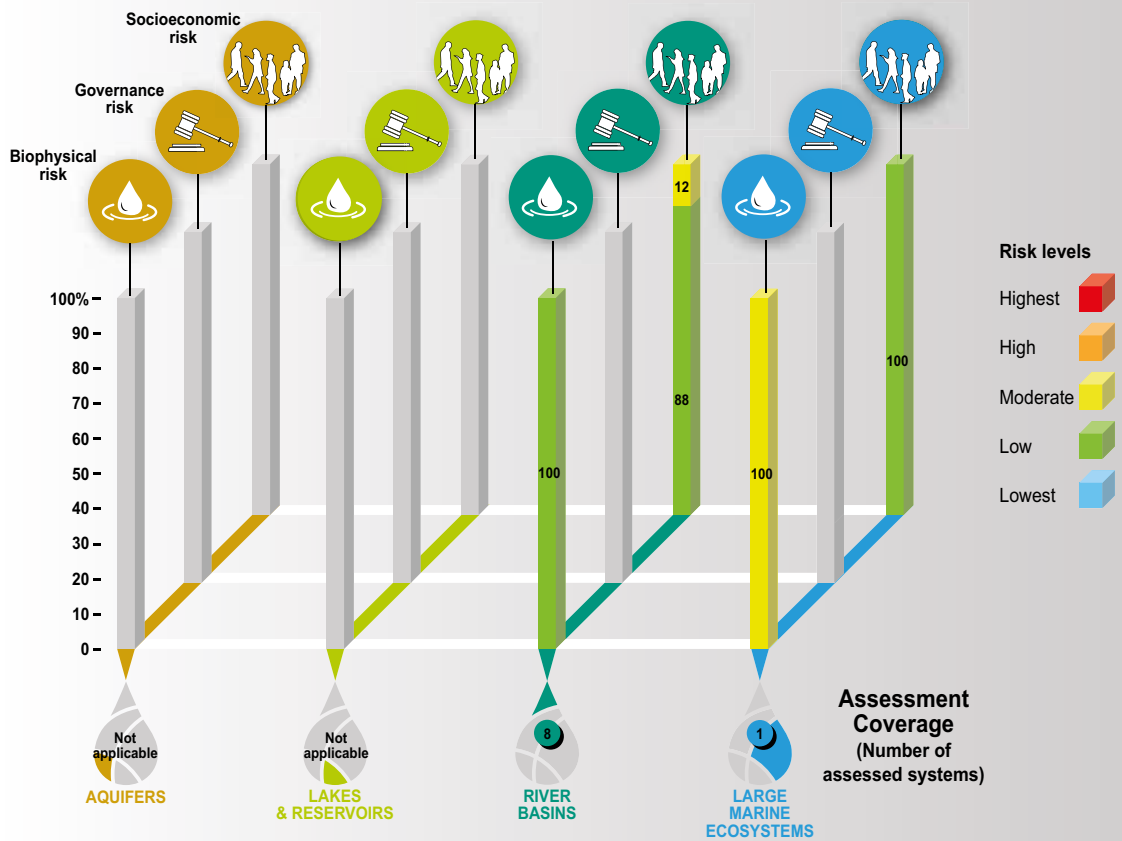 Socioeconomic
risk
Governance
risk
Biophysical
risk
100%
90
80
70
60
50
40
30
20
10
0
100
12
88
100
100
Risk levels
Highest
High
Moderate
Low
Lowest
Not
applicable
AQUIFERS
Not
applicable
LAKES
& RESERVOIRS
8
RIVER
BASINS
1
LARGE
MARINE
ECOSYSTEMS
Assessment
Coverage
(Number of
assessed systems)